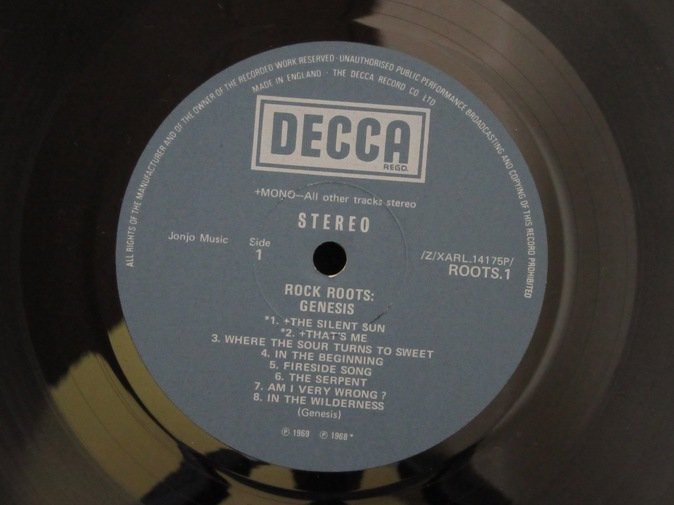 ALL RIGHTS OF THE MANUFACTURER AND OF THE OWNER OF THE RECORDED WORK RESERVED · UNAUTHORISED PUBLIC PERFORMANCE BROADCASTING AND COPYING OF THIS RECORD PROHIBITED
MADE IN ENGLAND · THE DECCA RECORD CO LTD
DECCA
REGD.
+MONO—All other tracks stereo
STEREO
Jonjo Music
Side
1
/Z/XARL.14175P/
ROOTS.1
ROCK ROOTS:
GENESIS
*1. +THE SILENT SUN
*2. +THAT'S ME
3. WHERE THE SOUR TURNS TO SWEET
4. IN THE BEGINNING
5. FIRESIDE SONG
6. THE SERPENT
7. AM I VERY WRONG ?
8. IN THE WILDERNESS
(Genesis)
℗ 1969 ℗ 1968 *